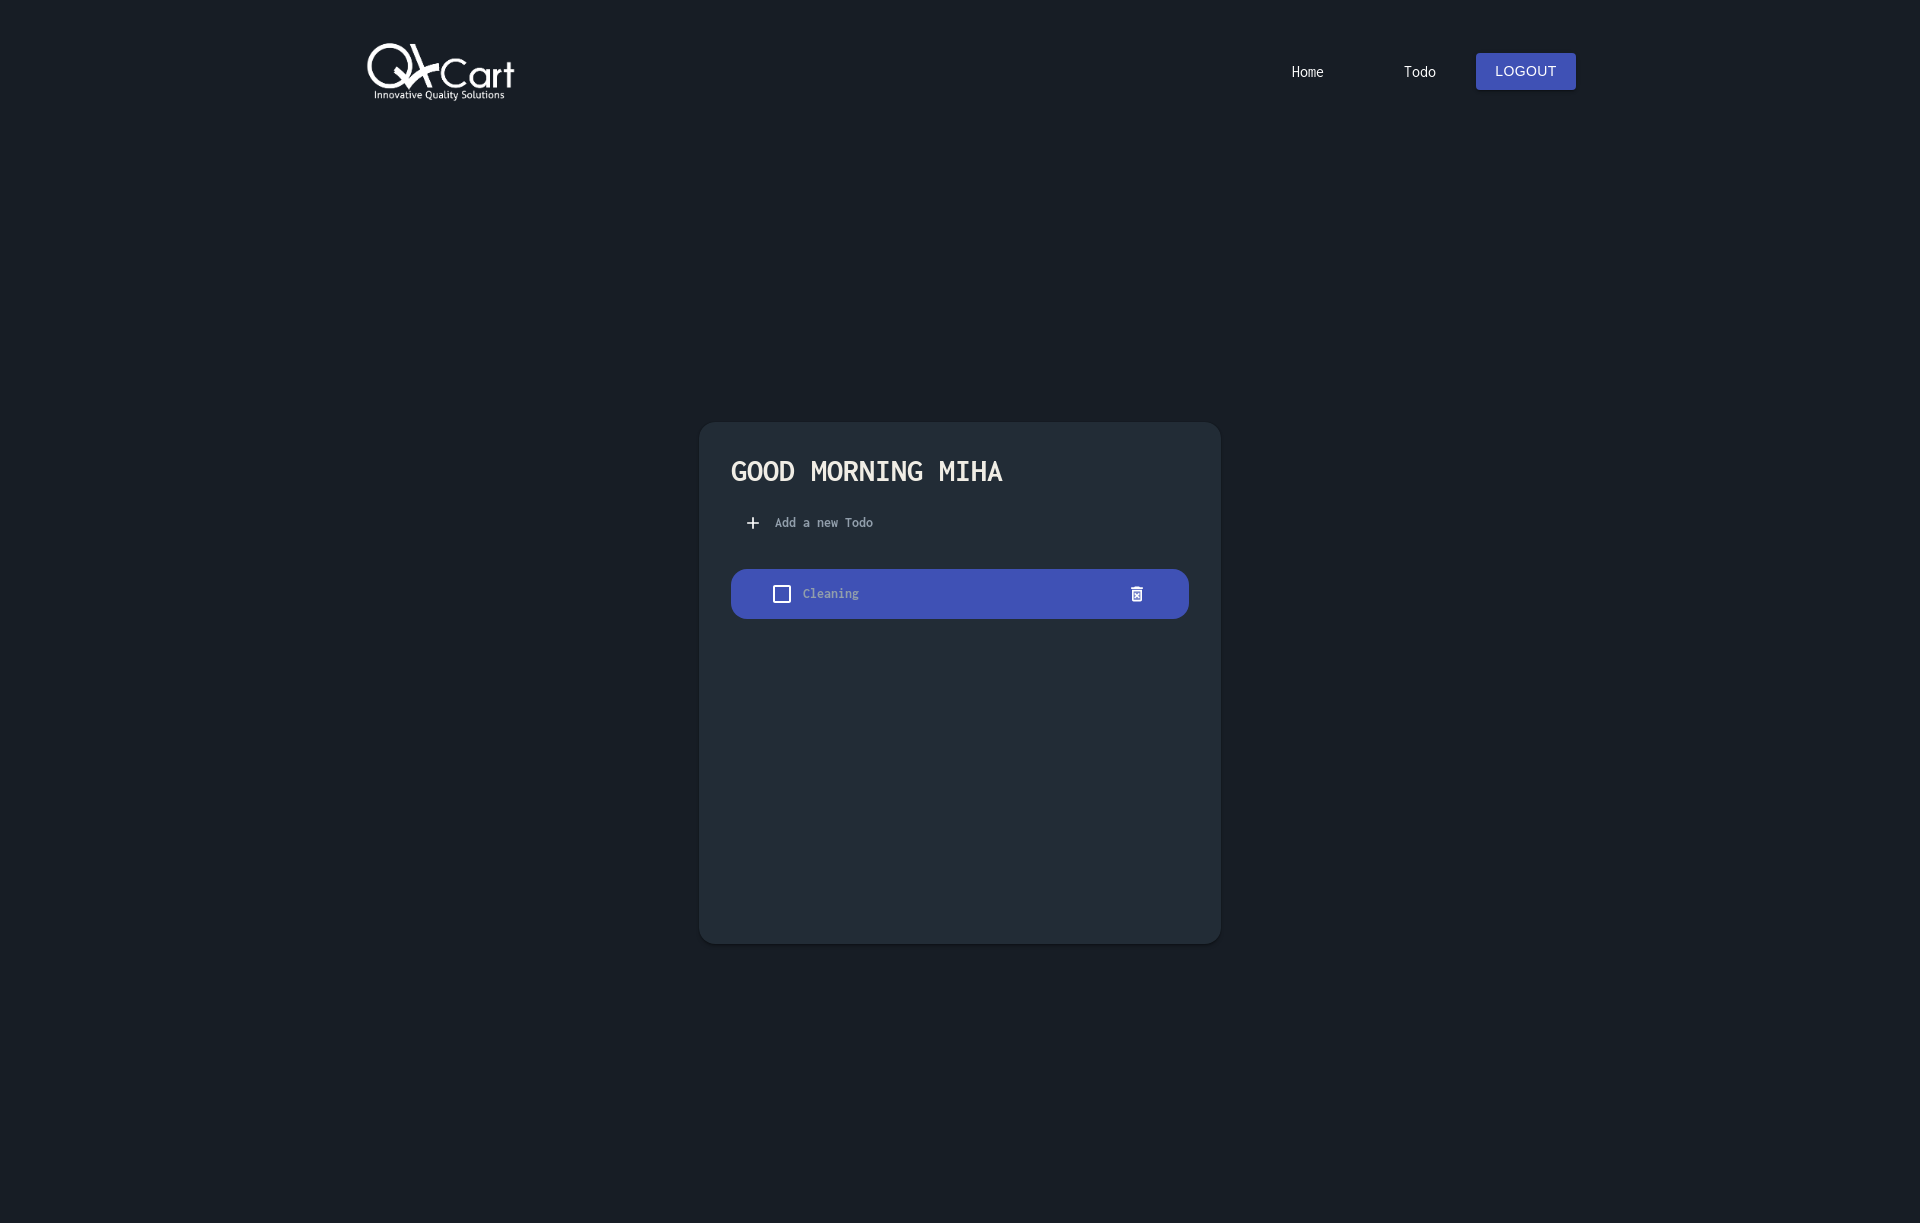 QACart
Innovative Quality Solutions
Home
Todo
LOGOUT
GOOD MORNING MIHA
Add a new Todo
Cleaning